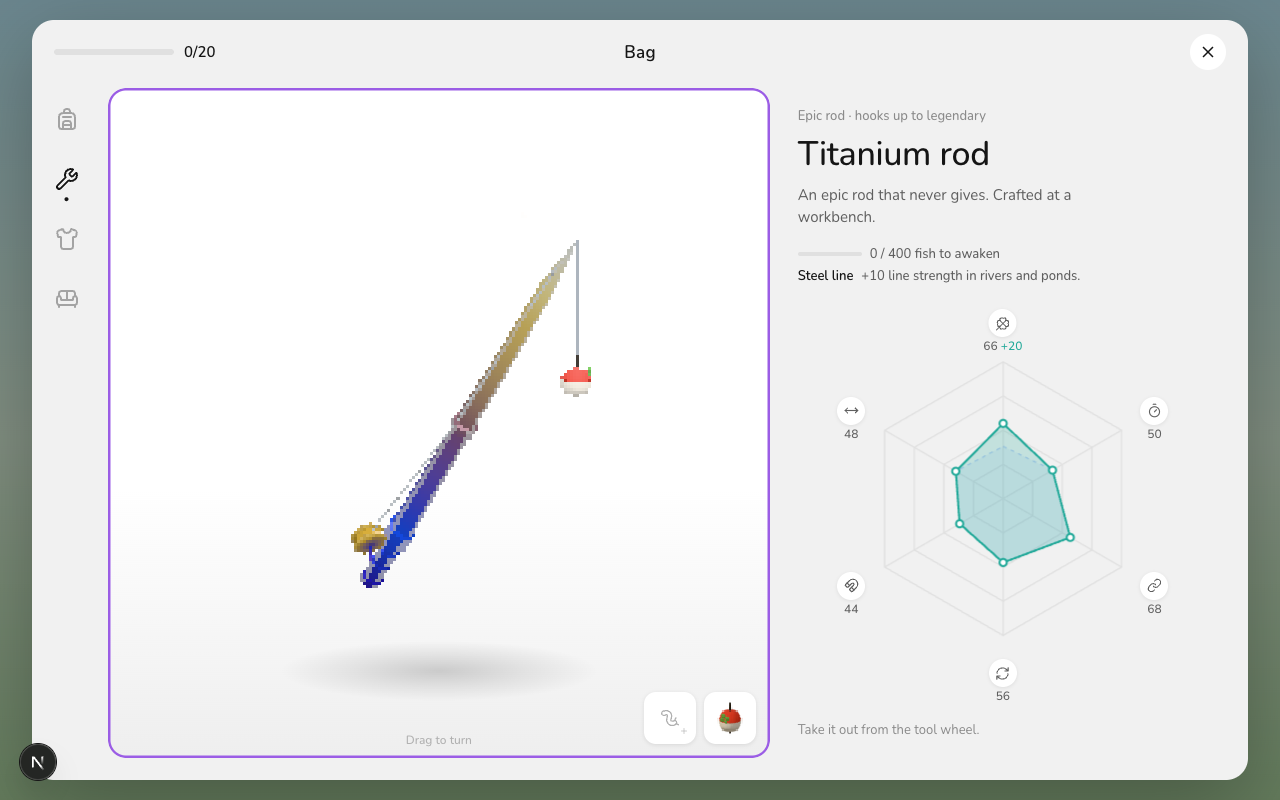 0/20
Bag
Epic rod · hooks up to legendary
Titanium rod
An epic rod that never gives. Crafted at a
workbench.
0 / 400 fish to awaken
Steel line +10 line strength in rivers and ponds.
66 +20
48
50
44
68
56
Take it out from the tool wheel.
Drag to turn
N